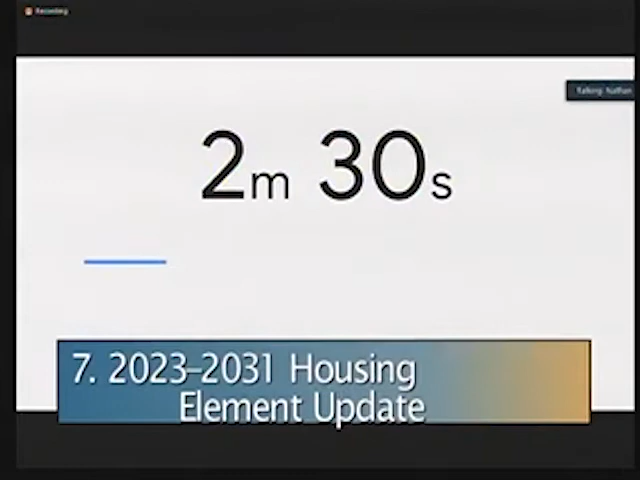 Recording
Talking: Nathan
2m 30s
7. 2023–2031 Housing
Element Update